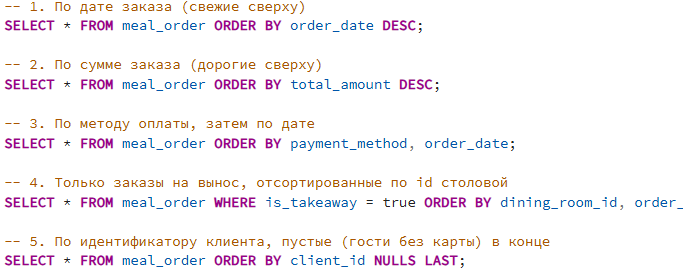 -- 1. По дате заказа (свежие сверху)
SELECT * FROM meal_order ORDER BY order_date DESC;
-- 2. По сумме заказа (дорогие сверху)
SELECT * FROM meal_order ORDER BY total_amount DESC;
-- 3. По методу оплаты, затем по дате
SELECT * FROM meal_order ORDER BY payment_method, order_date;
-- 4. Только заказы на вынос, отсортированные по id столовой
SELECT * FROM meal_order WHERE is_takeaway = true ORDER BY dining_room_id, order_
-- 5. По идентификатору клиента, пустые (гости без карты) в конце
SELECT * FROM meal_order ORDER BY client_id NULLS LAST;